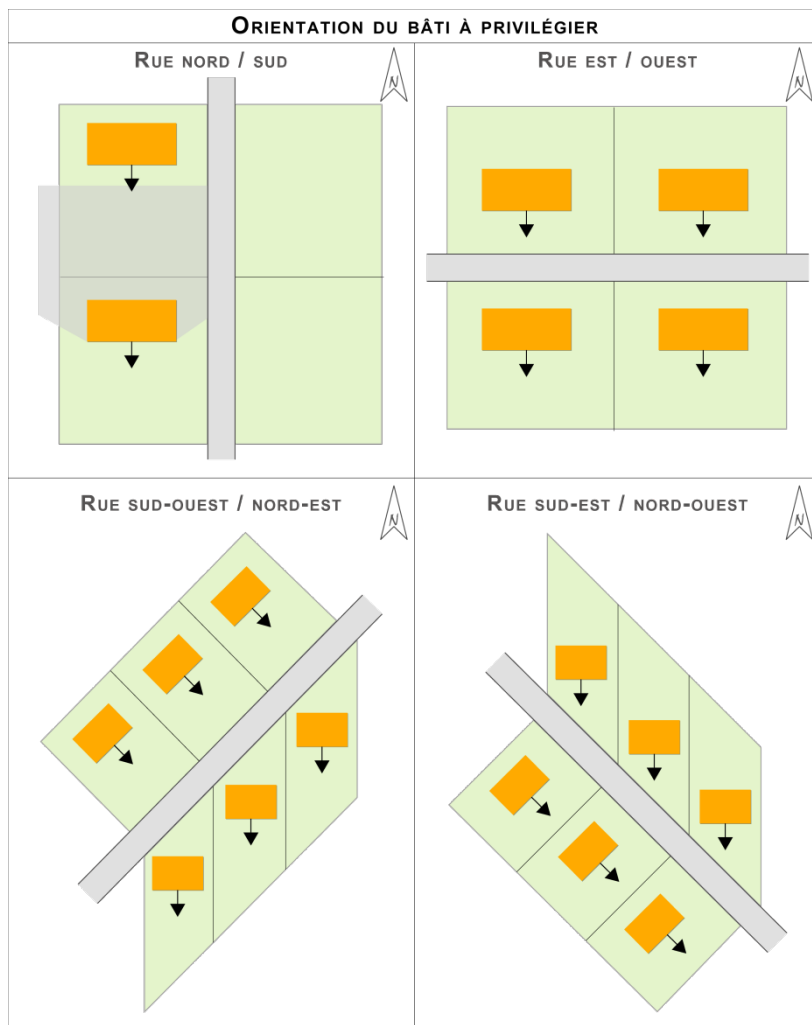 Orientation du bâti à privilégier
Rue nord / sud
N
Rue est / ouest
N
Rue sud-ouest / nord-est
N
Rue sud-est / nord-ouest
N